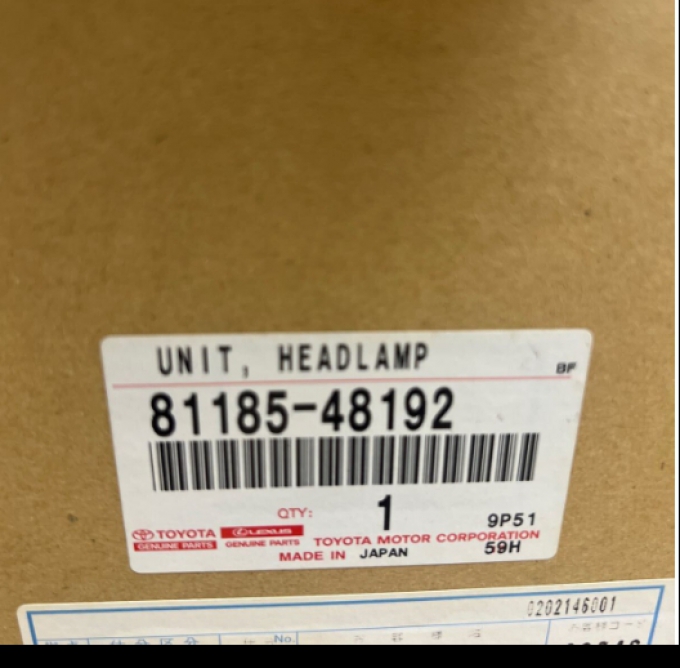 UNIT, HEADLAMP
BF
81185-48192
QTY: 1
9P51
TOYOTA LEXUS TOYOTA MOTOR CORPORATION
GENUINE PARTS GENUINE PARTS
MADE IN JAPAN 59H
0202146001
No.